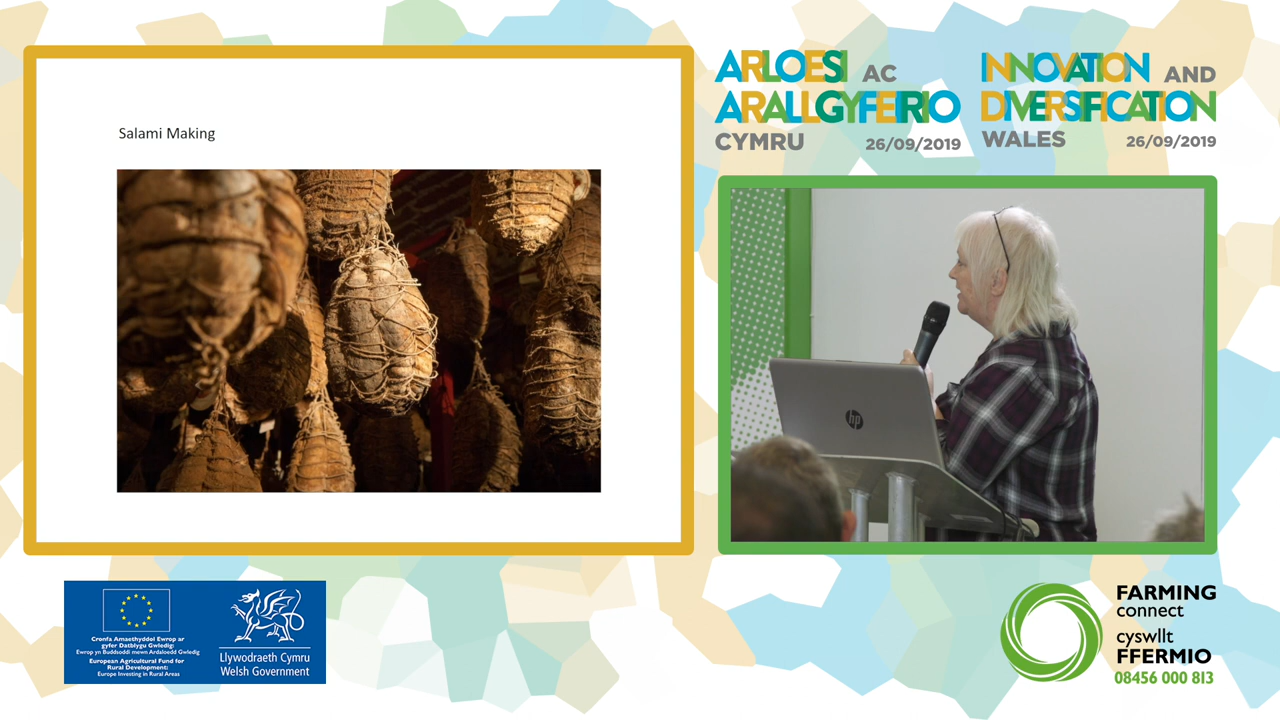 Salami Making
ARLOESI AC
ARALLGYFEIRIO
CYMRU 26/09/2019
INNOVATION AND
DIVERSIFICATION
WALES 26/09/2019
hp
Cronfa Amaethyddol Ewrop ar
gyfer Datblygu Gwledig:
Ewrop yn Buddsoddi mewn Ardaloedd Gwledig
European Agricultural Fund for
Rural Development:
Europe Investing in Rural Areas
Llywodraeth Cymru
Welsh Government
FARMING
connect
cyswllt
FFERMIO
08456 000 813